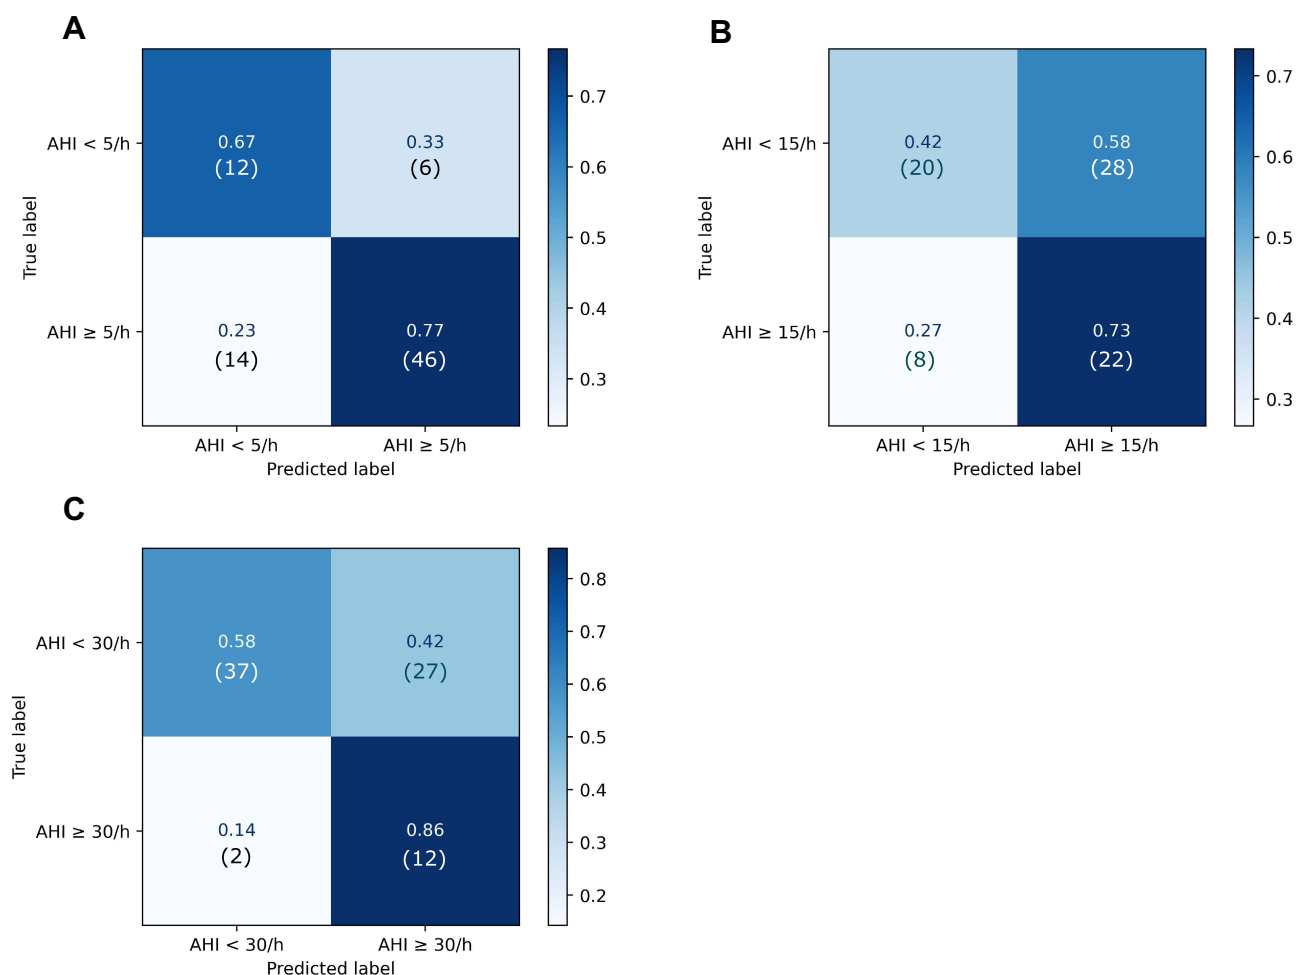 A
True label
AHI < 5/h
AHI ≥ 5/h
0.67
(12)
0.33
(6)
0.23
(14)
0.77
(46)
AHI < 5/h
AHI ≥ 5/h
Predicted label
0.7
0.6
0.5
0.4
0.3
B
True label
AHI < 15/h
AHI ≥ 15/h
0.42
(20)
0.58
(28)
0.27
(8)
0.73
(22)
AHI < 15/h
AHI ≥ 15/h
Predicted label
0.7
0.6
0.5
0.4
0.3
C
True label
AHI < 30/h
AHI ≥ 30/h
0.58
(37)
0.42
(27)
0.14
(2)
0.86
(12)
AHI < 30/h
AHI ≥ 30/h
Predicted label
0.8
0.7
0.6
0.5
0.4
0.3
0.2